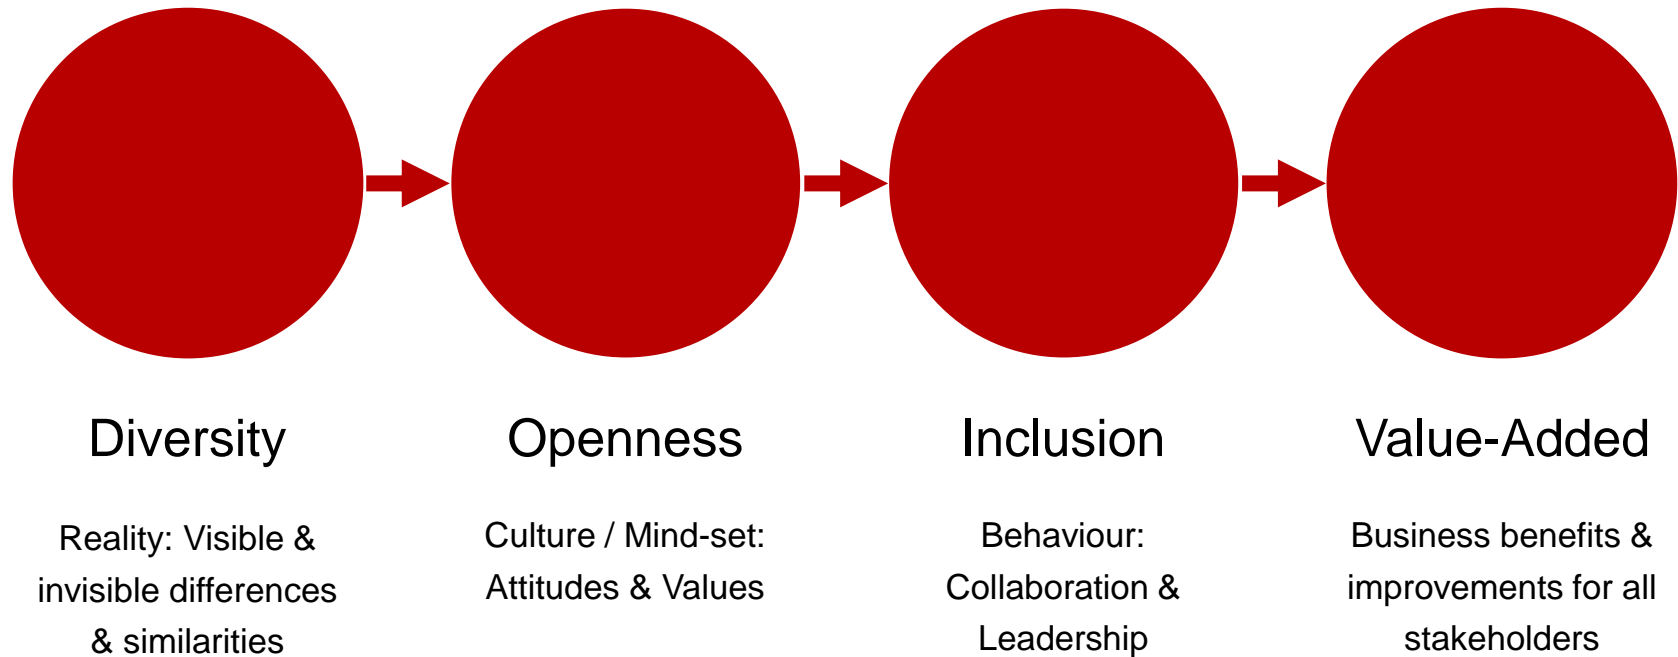 Diversity
Openness
Inclusion
Value-Added
Reality: Visible &
invisible differences
& similarities
Culture / Mind-set:
Attitudes & Values
Behaviour:
Collaboration &
Leadership
Business benefits &
improvements for all
stakeholders